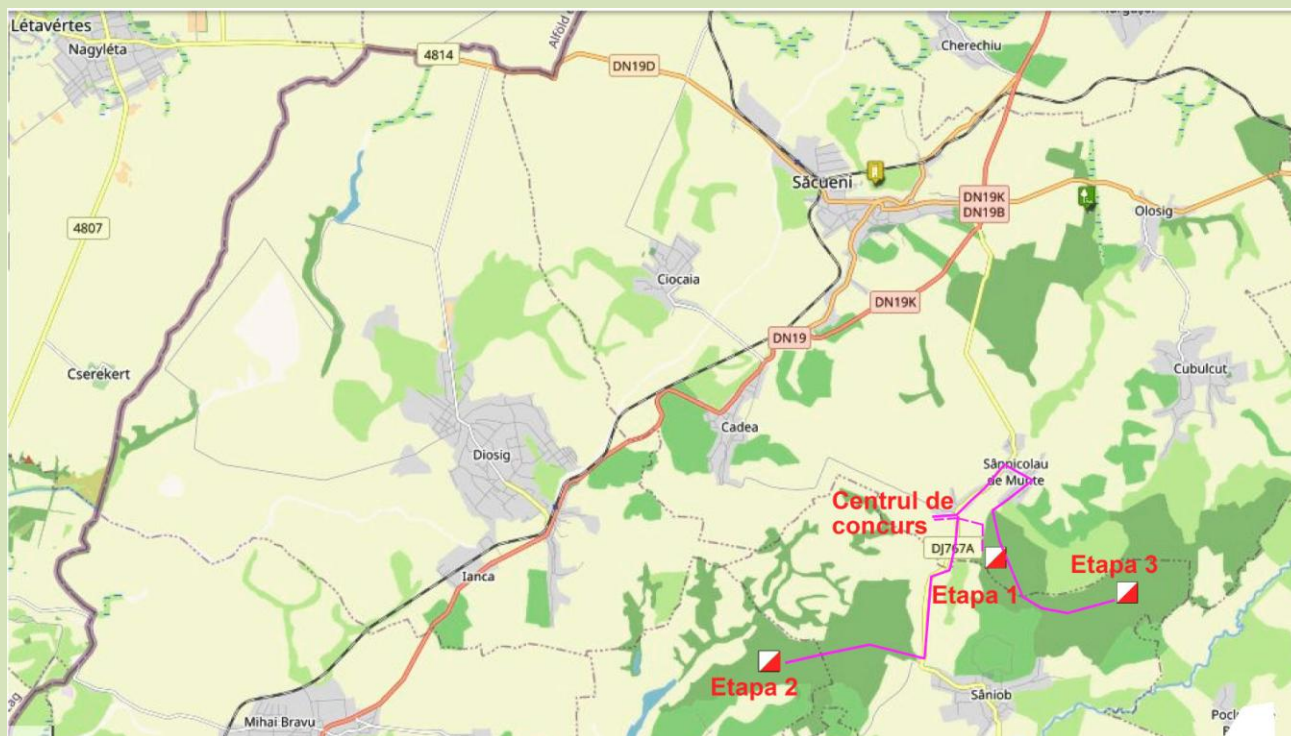 Létavértes
Nagyléta
4814
DN19D
Cherechiu
4807
Săcueni
DN19K
DN19B
Olosig
Ciocaia
DN19K
DN19
Cserekert
Cubulcut
Cadea
Diosig
Sânnicolau
de Munte
Centrul de
concurs
DJ767A
Ianca
Etapa 3
Etapa 1
Etapa 2
Sâniob
Mihai Bravu